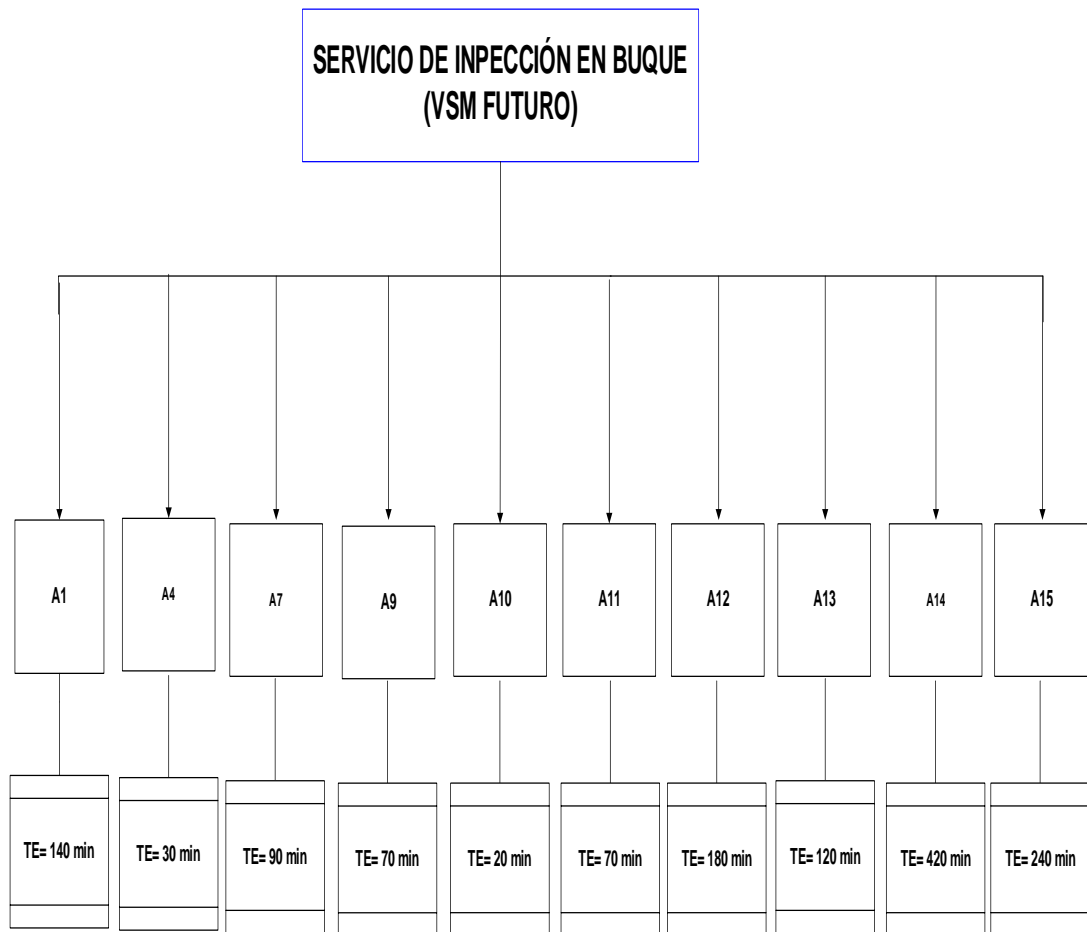 SERVICIO DE INPECCIÓN EN BUQUE
(VSM FUTURO)
A1
A4
A7
A9
A10
A11
A12
A13
A14
A15
TE= 140 min
TE= 30 min
TE= 90 min
TE= 70 min
TE= 20 min
TE= 70 min
TE= 180 min
TE= 120 min
TE= 420 min
TE= 240 min